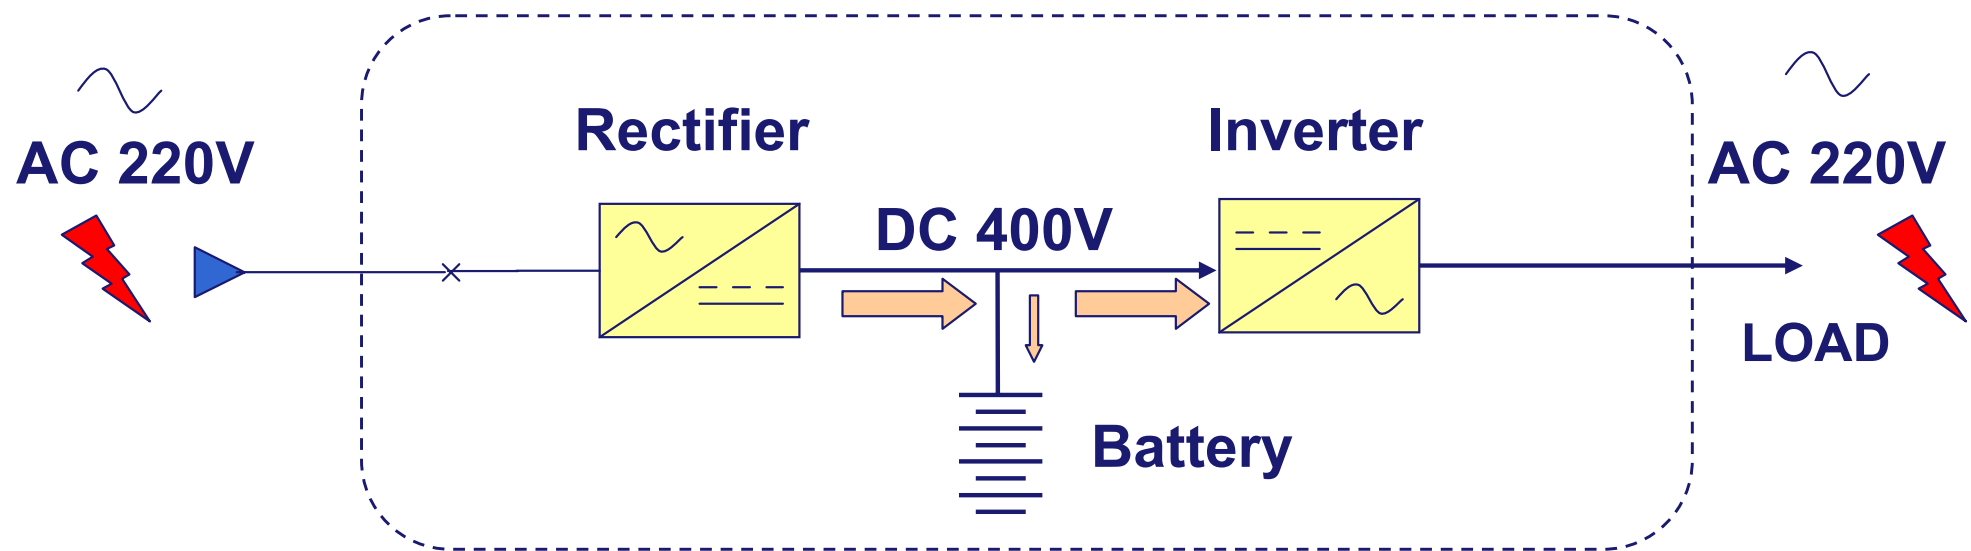 Rectifier
Inverter
AC 220V
AC 220V
DC 400V
LOAD
Battery